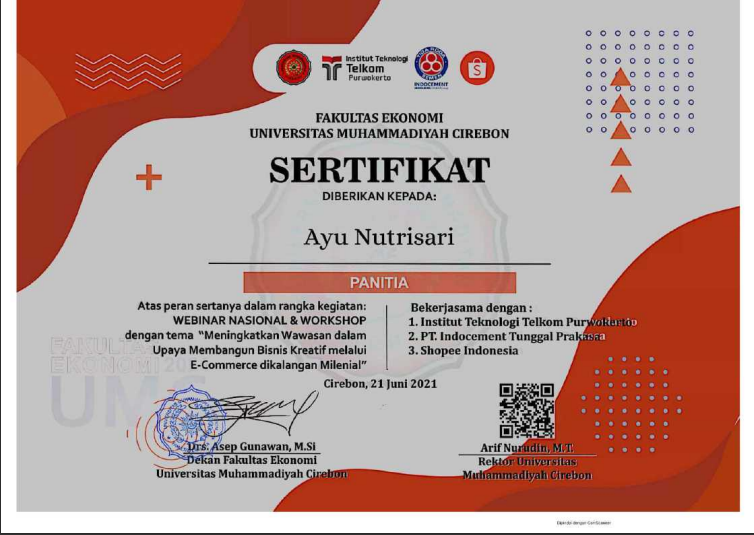 Institut Teknologi
Telkom
Purwokerto
INDOCEMENT
S
FAKULTAS EKONOMI
UNIVERSITAS MUHAMMADIYAH CIREBON
SERTIFIKAT
DIBERIKAN KEPADA:
Ayu Nutrisari
PANITIA
Atas peran sertanya dalam rangka kegiatan:
WEBINAR NASIONAL & WORKSHOP
dengan tema "Meningkatkan Wawasan dalam
Upaya Membangun Bisnis Kreatif melalui
E-Commerce dikalangan Milenial"
Bekerjasama dengan :
1. Institut Teknologi Telkom Purwokerto
2. PT. Indocement Tunggal Prakasa
3. Shopee Indonesia
FAKULTAS
EKONOMI 20
UMC
Cirebon, 21 Juni 2021
Drs. Asep Gunawan, M.Si
Dekan Fakultas Ekonomi
Universitas Muhammadiyah Cirebon
Arif Nurudin, M.T.
Rektor Universitas
Muhammadiyah Cirebon
Dipindai dengan CamScanner